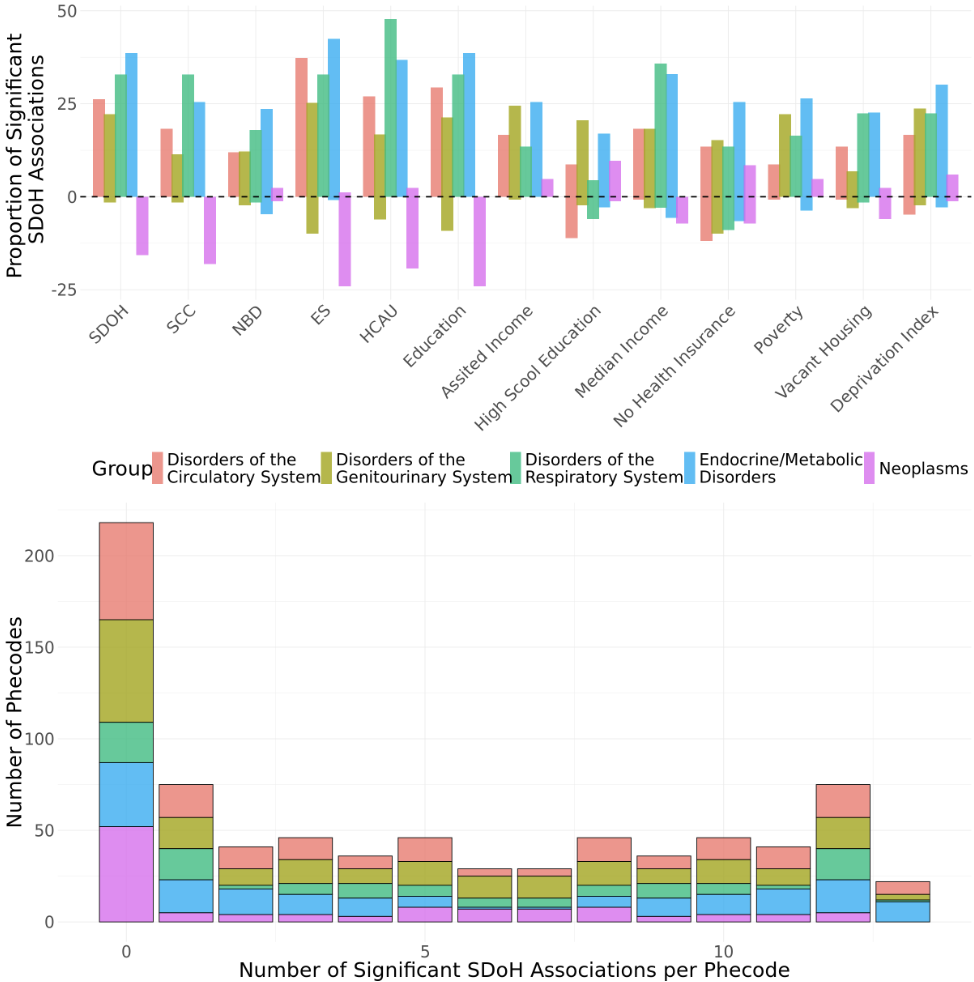 Proportion of Significant
SDoH Associations
50
25
0
-25
SDOH
SCC
NBD
ES
HCAU
Education
Assited Income
High Scool Education
Median Income
No Health Insurance
Poverty
Vacant Housing
Deprivation Index
Group
Disorders of the
Circulatory System
Disorders of the
Genitourinary System
Disorders of the
Respiratory System
Endocrine/Metabolic
Disorders
Neoplasms
Number of Phecodes
200
150
100
50
0
0
5
10
Number of Significant SDoH Associations per Phecode